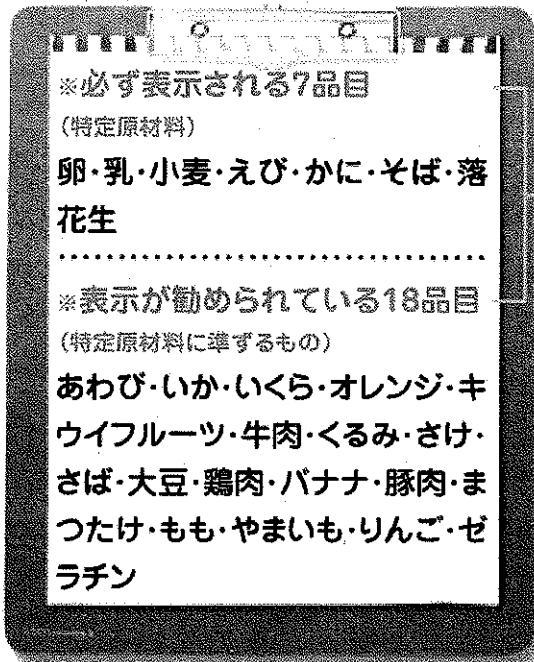 ※必ず表示される7品目
(特定原材料)
卵・乳・小麦・えび・かに・そば・落
花生
※表示が勧められている18品目
(特定原材料に準ずるもの)
あわび・いか・いくら・オレンジ・キ
ウイフルーツ・牛肉・くるみ・さけ・
さば・大豆・鶏肉・バナナ・豚肉・ま
つたけ・もも・やまいも・りんご・ゼ
ラチン